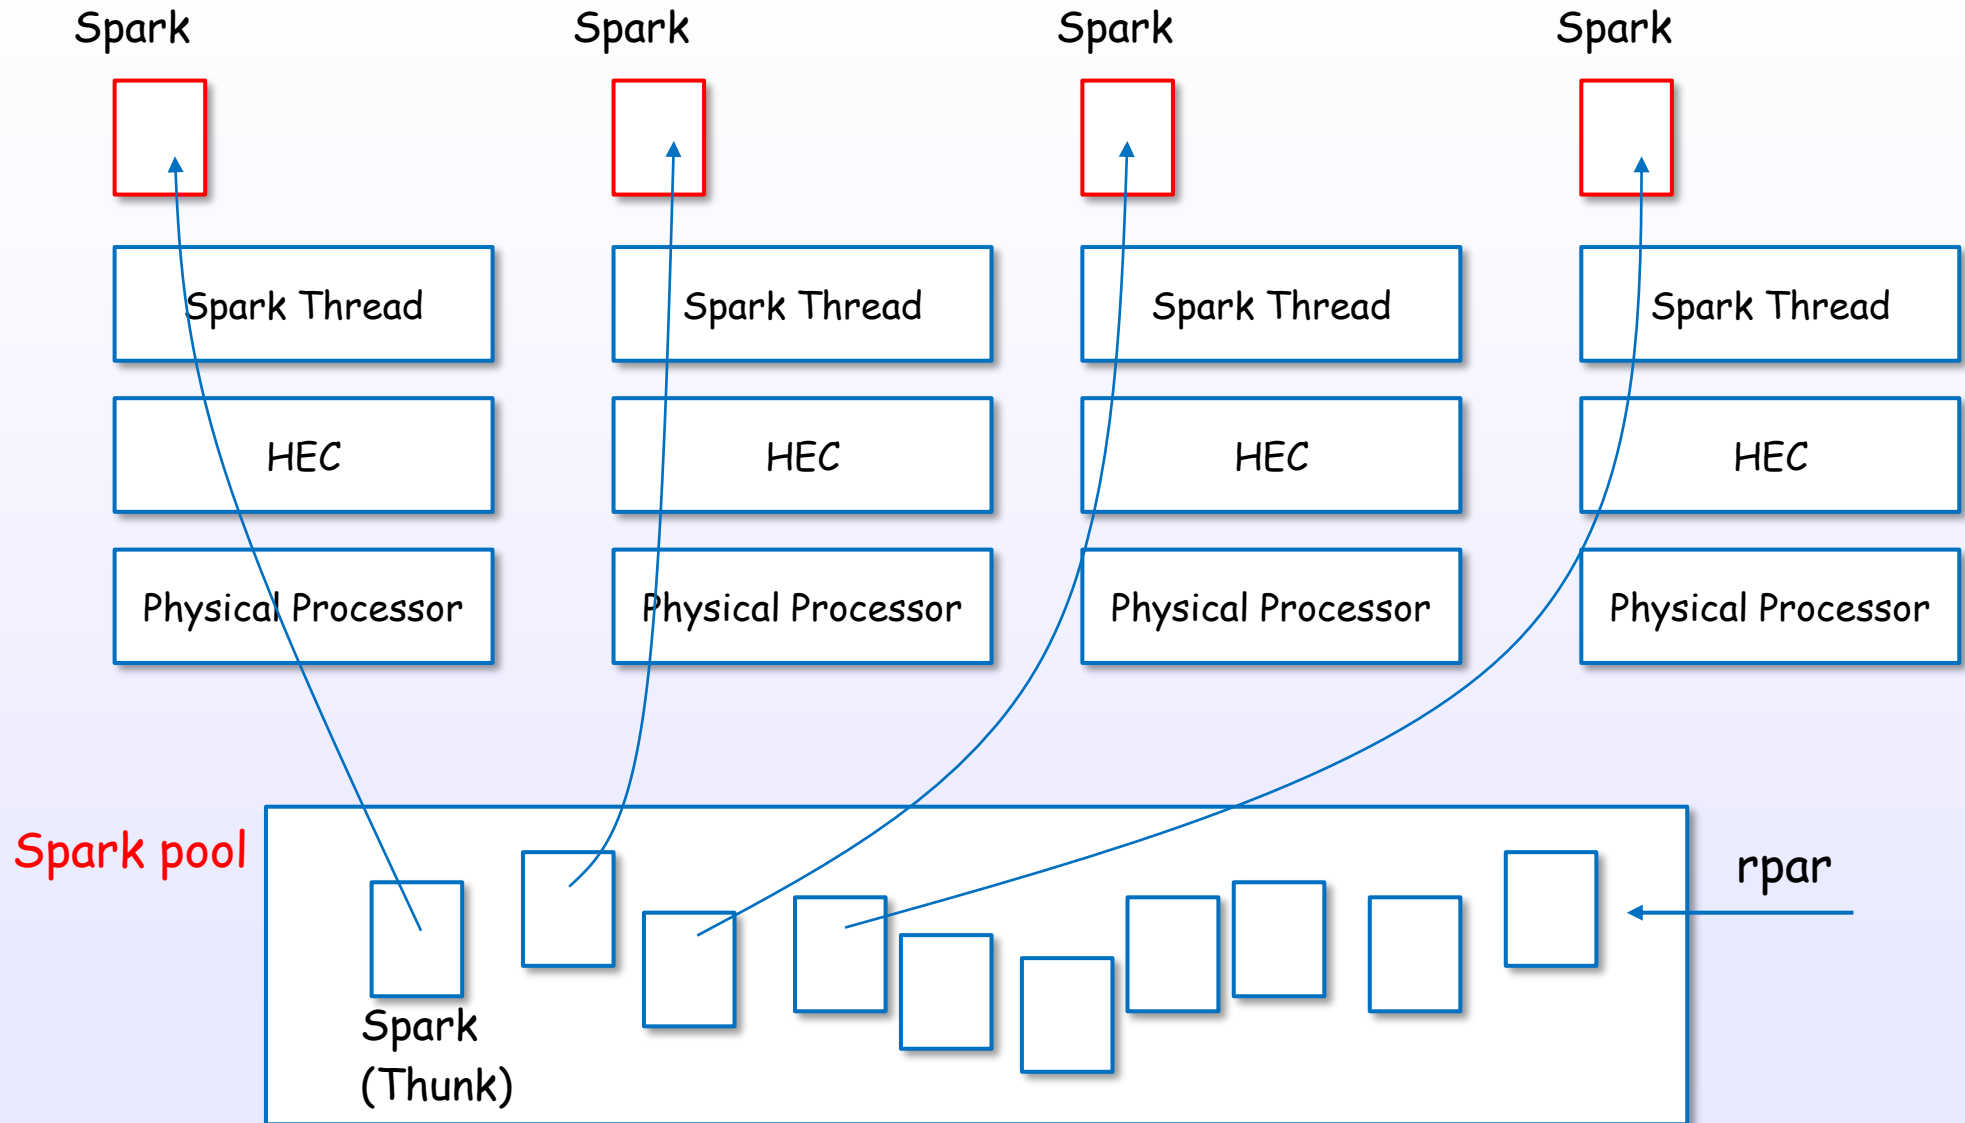 Spark Spark Spark Spark
Spark Thread Spark Thread Spark Thread Spark Thread
HEC HEC HEC HEC
Physical Processor Physical Processor Physical Processor Physical Processor
Spark pool
rpar
Spark
(Thunk)